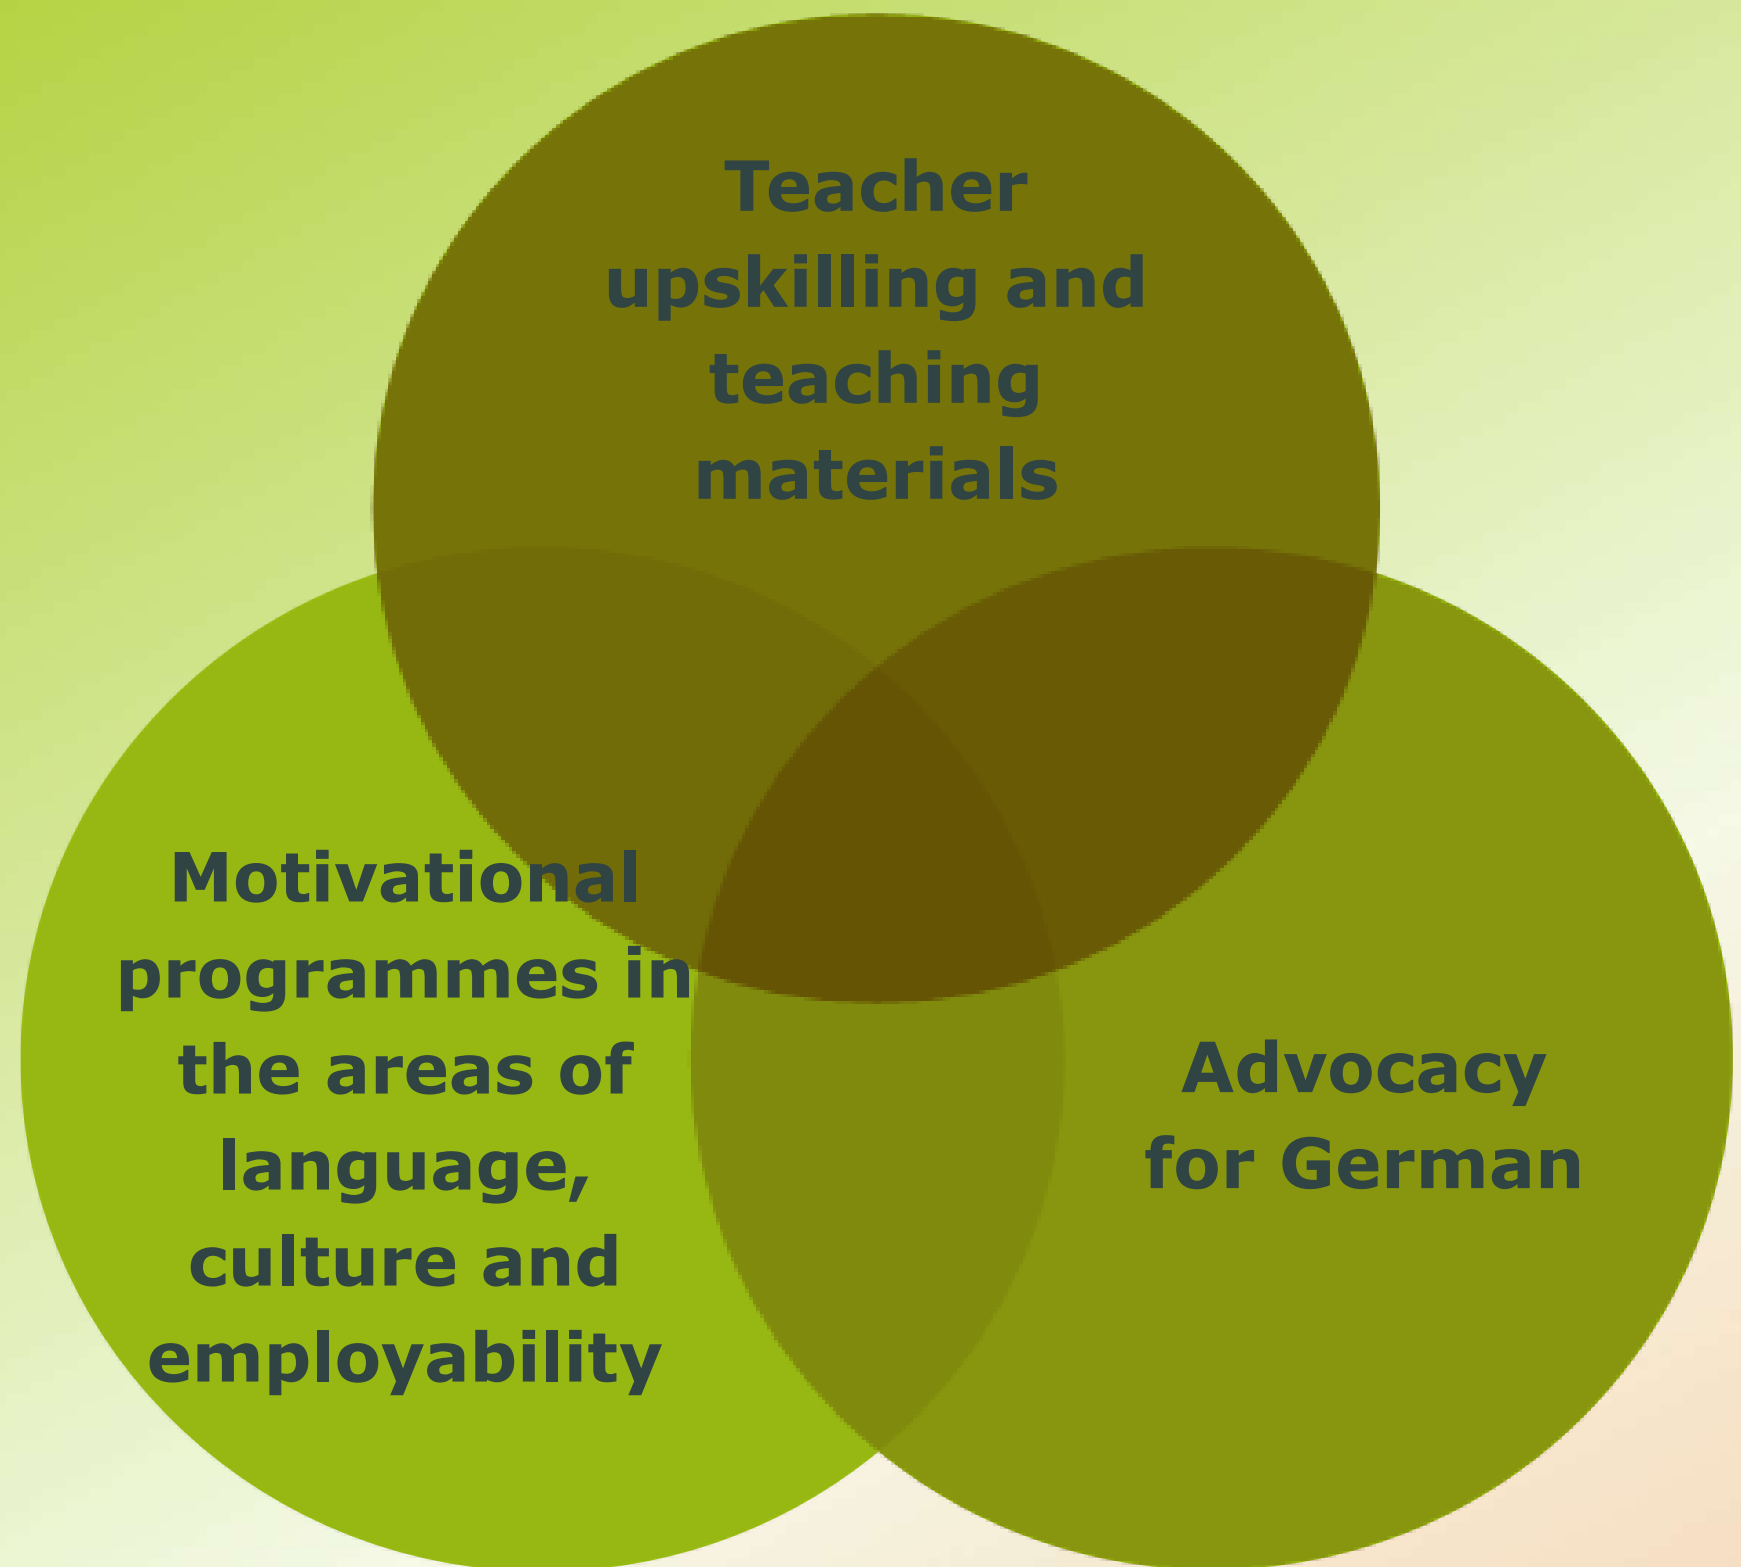 Teacher
upskilling and
teaching
materials
Motivational
programmes in
the areas of
language,
culture and
employability
Advocacy
for German